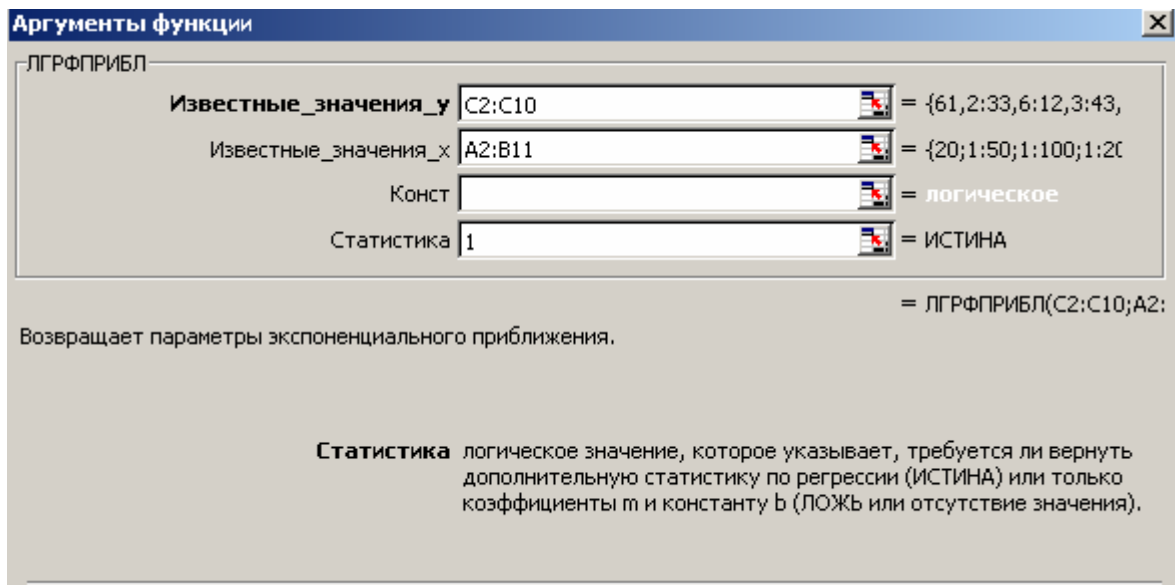 Аргументы функции
ЛГРФПРИБЛ
Известные_значения_y C2:C10 = {61,2:33,6:12,3:43,
Известные_значения_x A2:B11 = {20;1:50;1:100;1:20
Конст = логическое
Статистика 1 = ИСТИНА
= ЛГРФПРИБЛ(C2:C10;A2:
Возвращает параметры экспоненциального приближения.
Статистика логическое значение, которое указывает, требуется ли вернуть
дополнительную статистику по регрессии (ИСТИНА) или только
коэффициенты m и константу b (ЛОЖЬ или отсутствие значения).